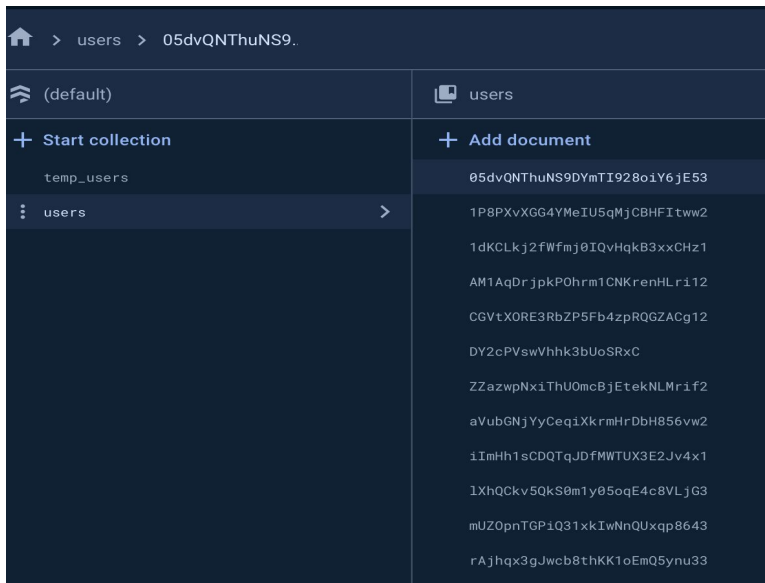 > users > 05dvQNThuNS9..
(default)
users
+ Start collection
+ Add document
temp_users
users
05dvQNThuNS9DYmTI928oiY6jE53
1P8PXvXGG4YMeIU5qMjCBHFItww2
1dKCLkj2fWfmj0IQvHqkB3xxCHz1
AM1AqDrjpkPOhrm1CNKrenHLri12
CGVtXORE3RbZP5Fb4zpRQGZACg12
DY2cPVswVhhk3bUoSRxC
ZZazwpNxiThUOmcBjEtekNLMrif2
aVubGNjYyCeqiXkrmHrDbH856vw2
iImHh1sCDQTqJDfMWTUX3E2Jv4x1
lXhQCkv5QkS0m1y05oqE4c8VLjG3
mUZOpnTGPiQ31xkIwNnQUxqp8643
rAjhqx3gJwcb8thKK1oEmQ5ynu33